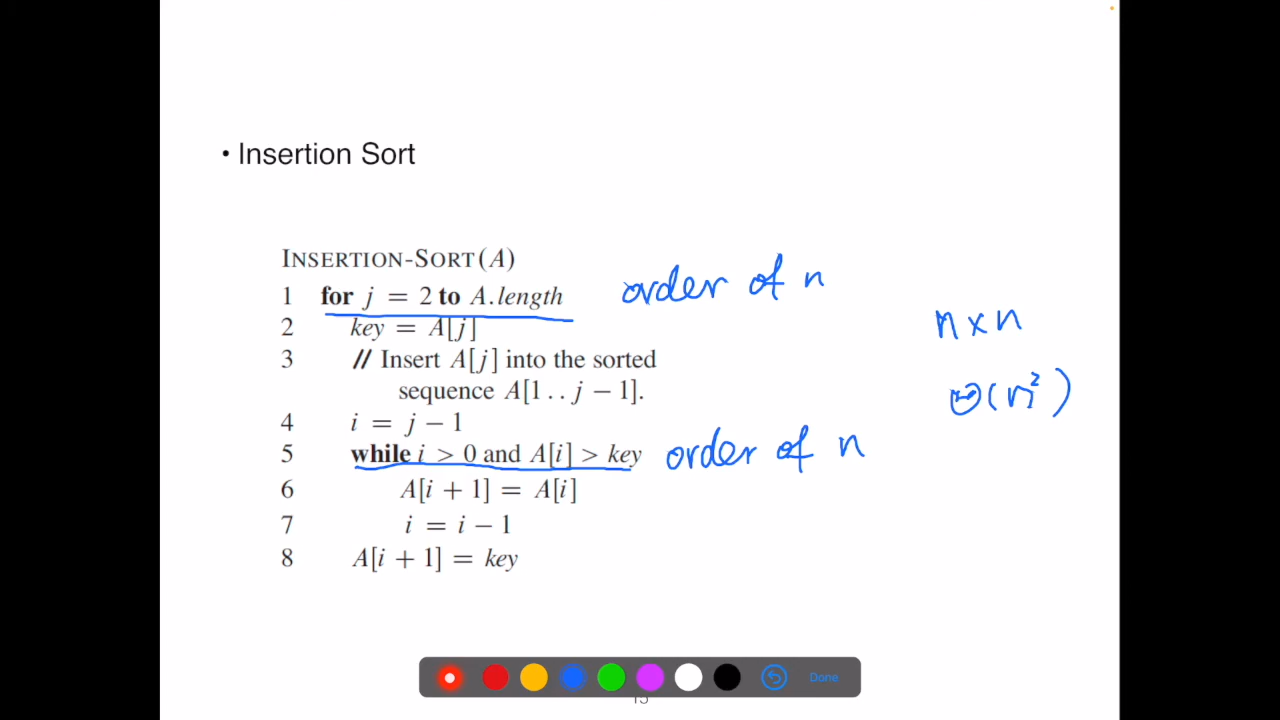 • Insertion Sort
INSERTION-SORT(A)
1 for j = 2 to A.length order of n
2 key = A[j] n × n
3 // Insert A[j] into the sorted
sequence A[1 . . j − 1]. Θ(n²)
4 i = j − 1
5 while i > 0 and A[i] > key order of n
6 A[i + 1] = A[i]
7 i = i − 1
8 A[i + 1] = key
Done
15